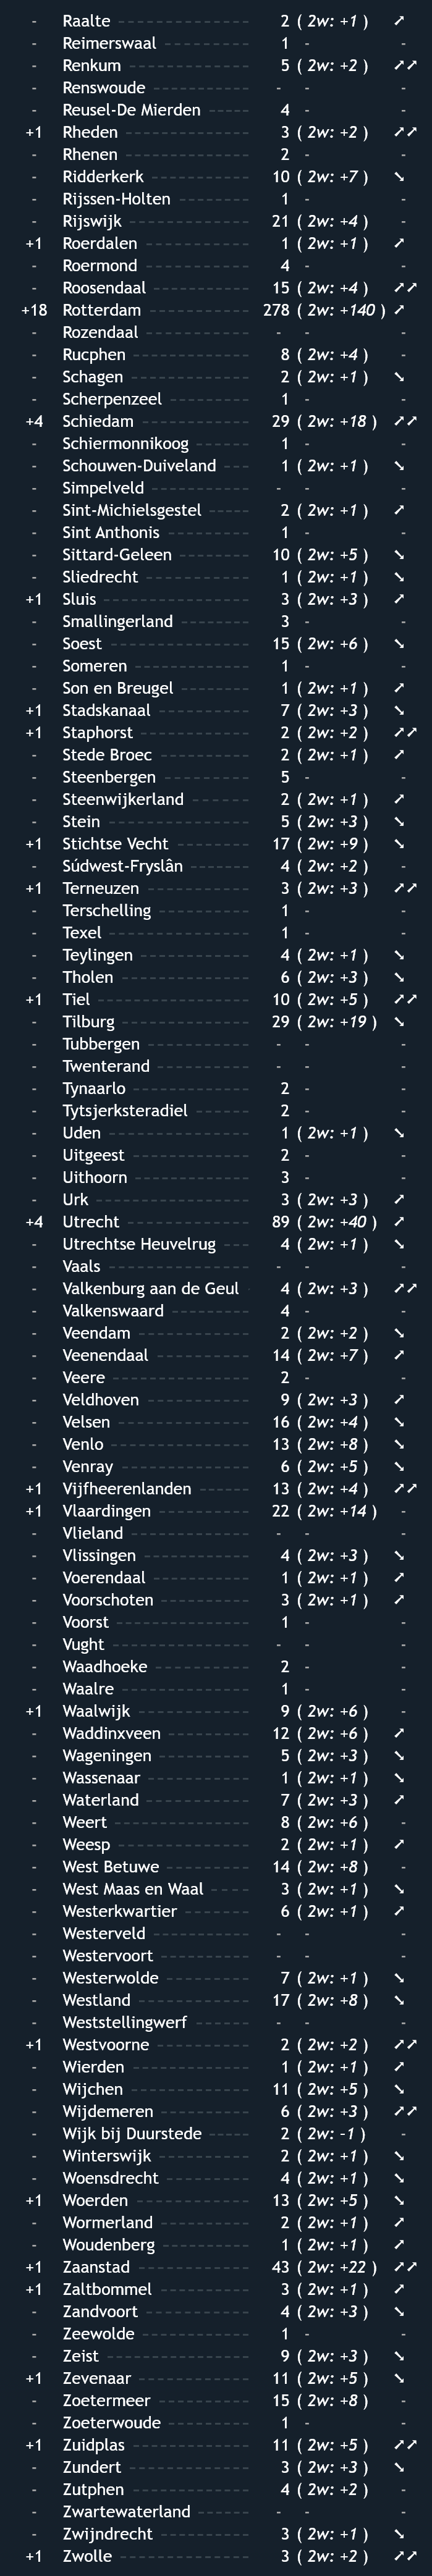 - Raalte 2 ( 2w: +1 ) ➚
- Reimerswaal 1 - -
- Renkum 5 ( 2w: +2 ) ➚➚
- Renswoude - - -
- Reusel-De Mierden 4 - -
+1 Rheden 3 ( 2w: +2 ) ➚➚
- Rhenen 2 - -
- Ridderkerk 10 ( 2w: +7 ) ➘
- Rijssen-Holten 1 - -
- Rijswijk 21 ( 2w: +4 ) -
+1 Roerdalen 1 ( 2w: +1 ) ➚
- Roermond 4 - -
- Roosendaal 15 ( 2w: +4 ) ➚➚
+18 Rotterdam 278 ( 2w: +140 ) ➚
- Rozendaal - - -
- Rucphen 8 ( 2w: +4 ) -
- Schagen 2 ( 2w: +1 ) ➘
- Scherpenzeel 1 - -
+4 Schiedam 29 ( 2w: +18 ) ➚➚
- Schiermonnikoog 1 - -
- Schouwen-Duiveland 1 ( 2w: +1 ) ➘
- Simpelveld - - -
- Sint-Michielsgestel 2 ( 2w: +1 ) ➚
- Sint Anthonis 1 - -
- Sittard-Geleen 10 ( 2w: +5 ) ➘
- Sliedrecht 1 ( 2w: +1 ) ➘
+1 Sluis 3 ( 2w: +3 ) ➚
- Smallingerland 3 - -
- Soest 15 ( 2w: +6 ) ➘
- Someren 1 - -
- Son en Breugel 1 ( 2w: +1 ) ➚
+1 Stadskanaal 7 ( 2w: +3 ) ➘
+1 Staphorst 2 ( 2w: +2 ) ➚➚
- Stede Broec 2 ( 2w: +1 ) ➚
- Steenbergen 5 - -
- Steenwijkerland 2 ( 2w: +1 ) ➚
- Stein 5 ( 2w: +3 ) ➘
+1 Stichtse Vecht 17 ( 2w: +9 ) ➘
- Súdwest-Fryslân 4 ( 2w: +2 ) -
+1 Terneuzen 3 ( 2w: +3 ) ➚➚
- Terschelling 1 - -
- Texel 1 - -
- Teylingen 4 ( 2w: +1 ) ➘
- Tholen 6 ( 2w: +3 ) ➘
+1 Tiel 10 ( 2w: +5 ) ➚➚
- Tilburg 29 ( 2w: +19 ) ➘
- Tubbergen - - -
- Twenterand - - -
- Tynaarlo 2 - -
- Tytsjerksteradiel 2 - -
- Uden 1 ( 2w: +1 ) ➘
- Uitgeest 2 - -
- Uithoorn 3 - -
- Urk 3 ( 2w: +3 ) ➚
+4 Utrecht 89 ( 2w: +40 ) ➚
- Utrechtse Heuvelrug 4 ( 2w: +1 ) ➘
- Vaals - - -
- Valkenburg aan de Geul 4 ( 2w: +3 ) ➚➚
- Valkenswaard 4 - -
- Veendam 2 ( 2w: +2 ) ➘
- Veenendaal 14 ( 2w: +7 ) ➚
- Veere 2 - -
- Veldhoven 9 ( 2w: +3 ) ➚
- Velsen 16 ( 2w: +4 ) ➘
- Venlo 13 ( 2w: +8 ) ➘
- Venray 6 ( 2w: +5 ) ➘
+1 Vijfheerenlanden 13 ( 2w: +4 ) ➚➚
+1 Vlaardingen 22 ( 2w: +14 ) -
- Vlieland - - -
- Vlissingen 4 ( 2w: +3 ) ➘
- Voerendaal 1 ( 2w: +1 ) ➚
- Voorschoten 3 ( 2w: +1 ) ➚
- Voorst 1 - -
- Vught - - -
- Waadhoeke 2 - -
- Waalre 1 - -
+1 Waalwijk 9 ( 2w: +6 ) -
- Waddinxveen 12 ( 2w: +6 ) ➚
- Wageningen 5 ( 2w: +3 ) ➘
- Wassenaar 1 ( 2w: +1 ) ➘
- Waterland 7 ( 2w: +3 ) ➚
- Weert 8 ( 2w: +6 ) -
- Weesp 2 ( 2w: +1 ) ➚
- West Betuwe 14 ( 2w: +8 ) -
- West Maas en Waal 3 ( 2w: +1 ) ➘
- Westerkwartier 6 ( 2w: +1 ) ➚
- Westerveld - - -
- Westervoort - - -
- Westerwolde 7 ( 2w: +1 ) ➘
- Westland 17 ( 2w: +8 ) ➘
- Weststellingwerf - - -
+1 Westvoorne 2 ( 2w: +2 ) ➚➚
- Wierden 1 ( 2w: +1 ) ➚
- Wijchen 11 ( 2w: +5 ) ➘
- Wijdemeren 6 ( 2w: +3 ) ➚➚
- Wijk bij Duurstede 2 ( 2w: -1 ) -
- Winterswijk 2 ( 2w: +1 ) ➘
- Woensdrecht 4 ( 2w: +1 ) ➘
+1 Woerden 13 ( 2w: +5 ) ➘
- Wormerland 2 ( 2w: +1 ) ➚
- Woudenberg 1 ( 2w: +1 ) ➚
+1 Zaanstad 43 ( 2w: +22 ) ➚➚
+1 Zaltbommel 3 ( 2w: +1 ) ➚
- Zandvoort 4 ( 2w: +3 ) ➘
- Zeewolde 1 - -
- Zeist 9 ( 2w: +3 ) ➘
+1 Zevenaar 11 ( 2w: +5 ) ➘
- Zoetermeer 15 ( 2w: +8 ) -
- Zoeterwoude 1 - -
+1 Zuidplas 11 ( 2w: +5 ) ➚➚
- Zundert 3 ( 2w: +3 ) ➘
- Zutphen 4 ( 2w: +2 ) -
- Zwartewaterland - - -
- Zwijndrecht 3 ( 2w: +1 ) ➘
+1 Zwolle 3 ( 2w: +2 ) ➚➚